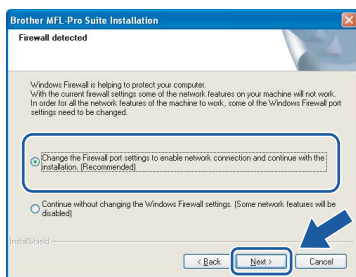 Brother MFL-Pro Suite Installation
Firewall detected
Windows Firewall is helping to protect your computer.
With the current firewall settings some of the network features on your machine will not work.
In order for all the network features of the machine to work, some of the Windows Firewall port
settings need to be changed.
Change the Firewall port settings to enable network connection and continue with the
installation. (Recommended)
Continue without changing the Windows Firewall settings. (Some network features will be
disabled)
InstallShield
< Back
Next >
Cancel